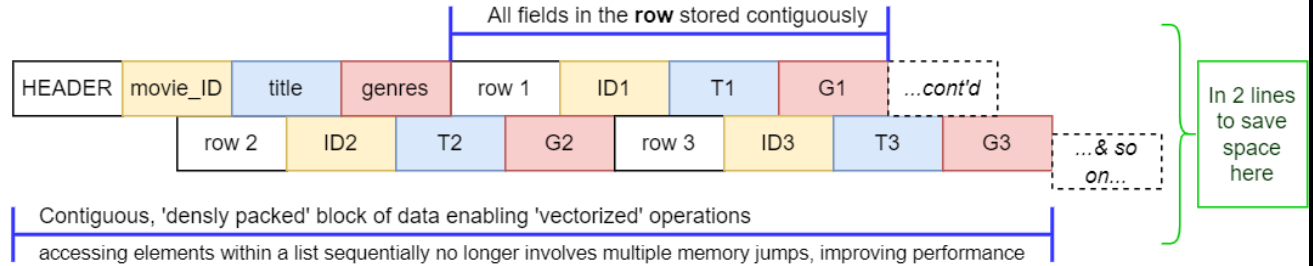 All fields in the row stored contiguously
HEADER movie_ID title genres row 1 ID1 T1 G1 ...cont'd
row 2 ID2 T2 G2 row 3 ID3 T3 G3 ...& so
on...
In 2 lines
to save
space
here
Contiguous, 'densly packed' block of data enabling 'vectorized' operations
accessing elements within a list sequentially no longer involves multiple memory jumps, improving performance